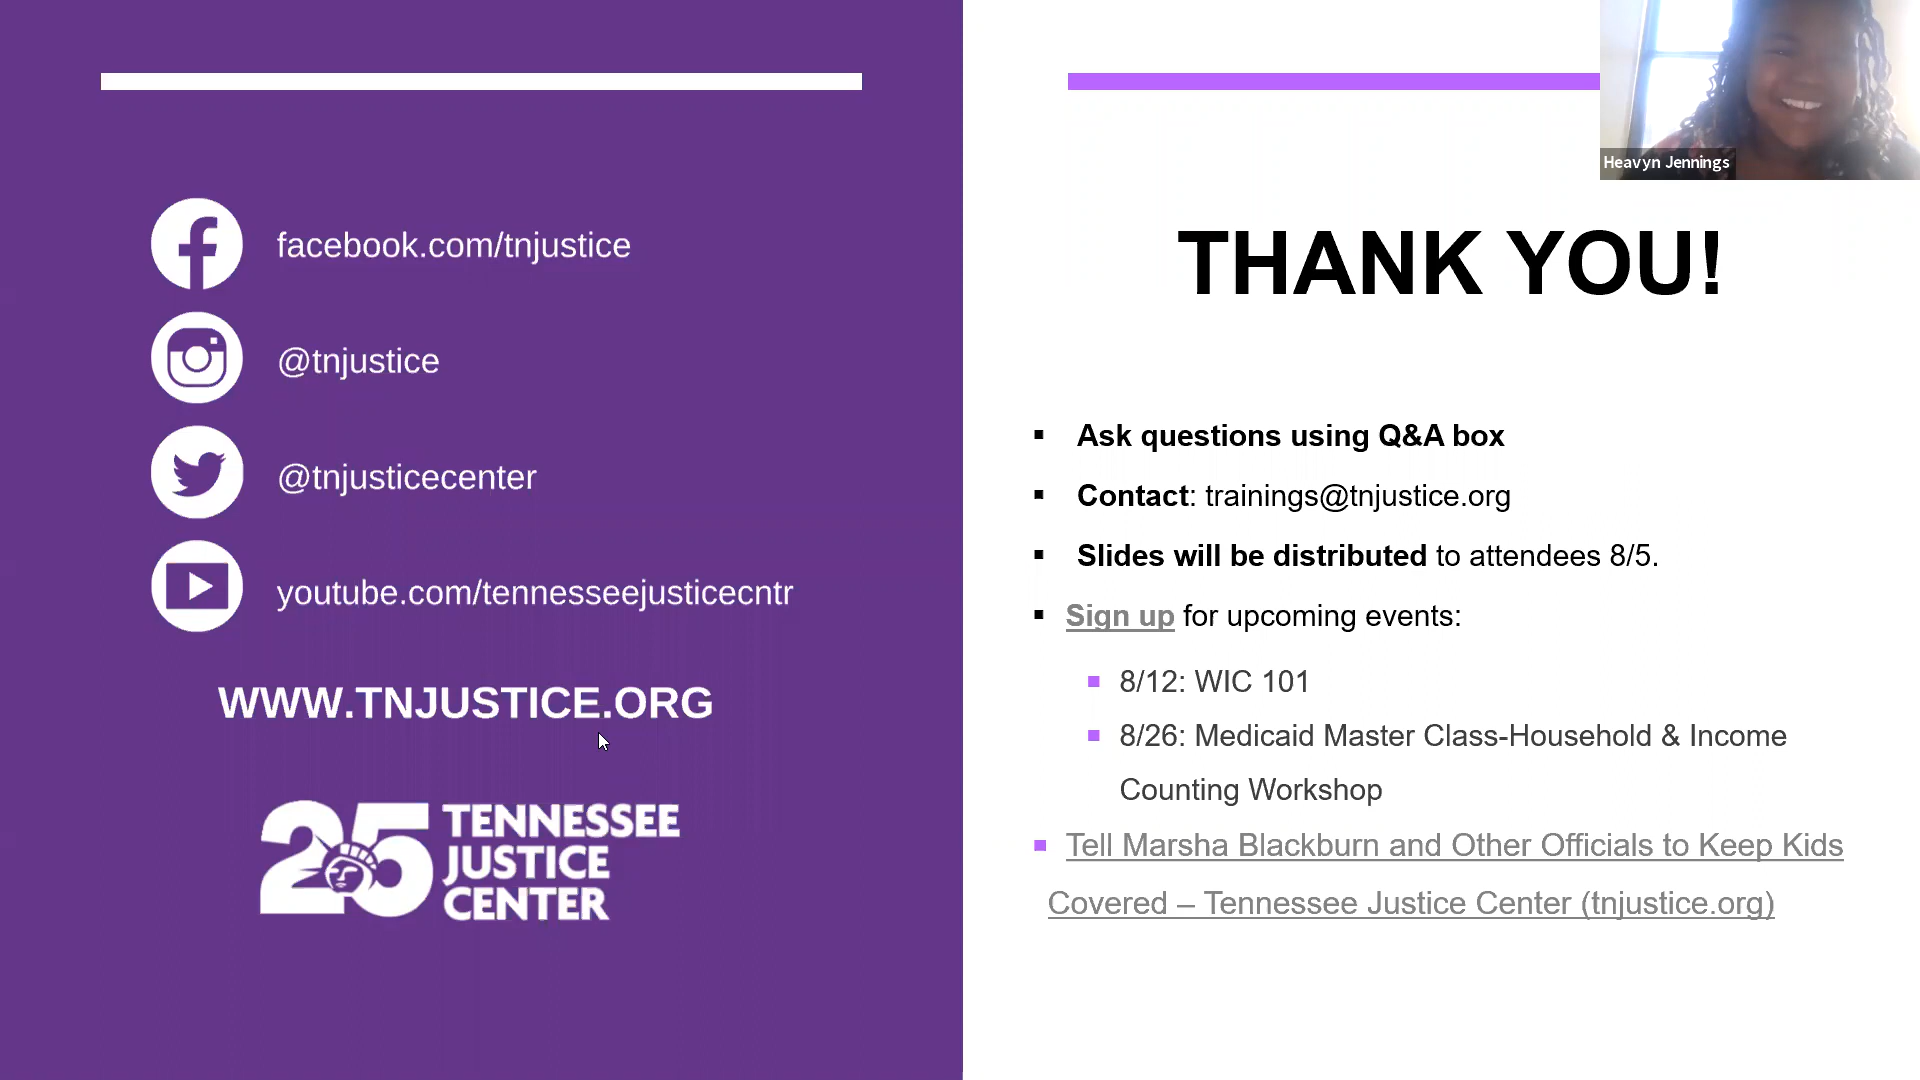 facebook.com/tnjustice
@tnjustice
@tnjusticecenter
youtube.com/tennesseejusticecntr
WWW.TNJUSTICE.ORG
25 TENNESSEE
JUSTICE
CENTER
Heavyn Jennings
THANK YOU!
▪ Ask questions using Q&A box
▪ Contact: trainings@tnjustice.org
▪ Slides will be distributed to attendees 8/5.
▪ Sign up for upcoming events:
▪ 8/12: WIC 101
▪ 8/26: Medicaid Master Class-Household & Income
Counting Workshop
▪ Tell Marsha Blackburn and Other Officials to Keep Kids
Covered – Tennessee Justice Center (tnjustice.org)